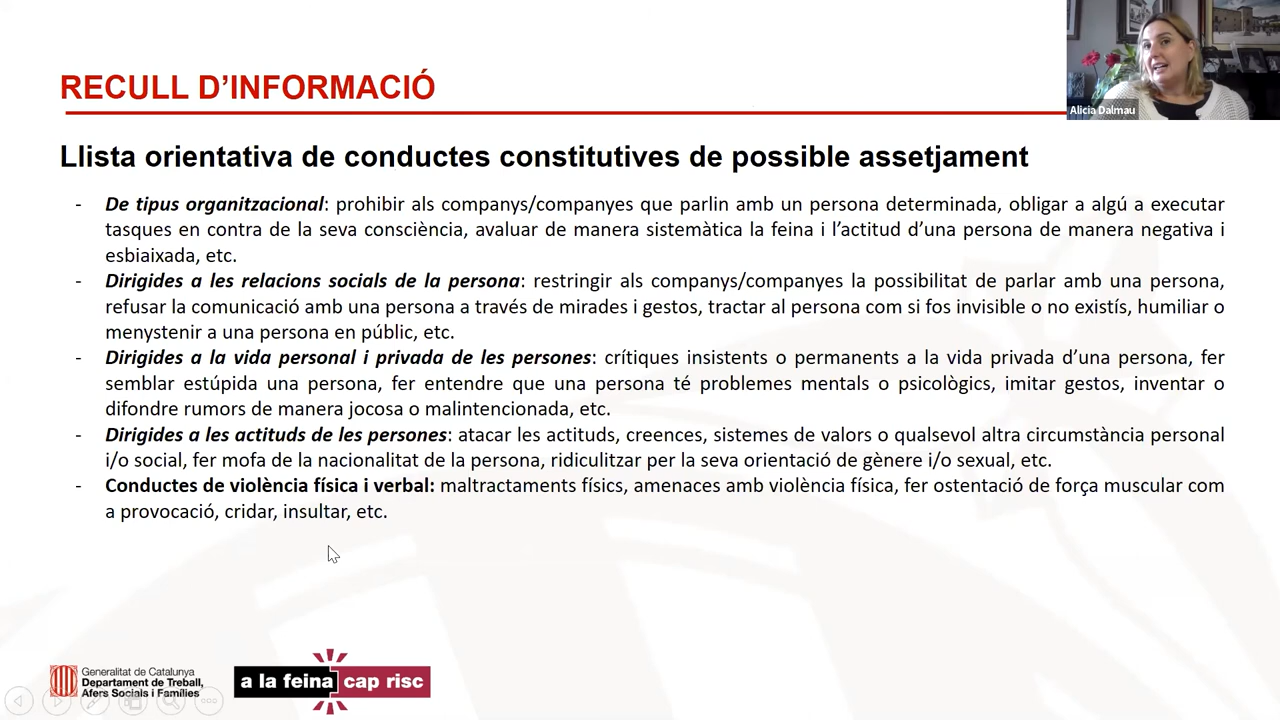 RECULL D’INFORMACIÓ
Alicia Dalmau
Llista orientativa de conductes constitutives de possible assetjament
- De tipus organitzacional: prohibir als companys/companyes que parlin amb un persona determinada, obligar a algú a executar
tasques en contra de la seva consciència, avaluar de manera sistemàtica la feina i l’actitud d’una persona de manera negativa i
esbiaixada, etc.
- Dirigides a les relacions socials de la persona: restringir als companys/companyes la possibilitat de parlar amb una persona,
refusar la comunicació amb una persona a través de mirades i gestos, tractar al persona com si fos invisible o no existís, humiliar o
menystenir a una persona en públic, etc.
- Dirigides a la vida personal i privada de les persones: crítiques insistents o permanents a la vida privada d’una persona, fer
semblar estúpida una persona, fer entendre que una persona té problemes mentals o psicològics, imitar gestos, inventar o
difondre rumors de manera jocosa o malintencionada, etc.
- Dirigides a les actituds de les persones: atacar les actituds, creences, sistemes de valors o qualsevol altra circumstància personal
i/o social, fer mofa de la nacionalitat de la persona, ridiculitzar per la seva orientació de gènere i/o sexual, etc.
- Conductes de violència física i verbal: maltractaments físics, amenaces amb violència física, fer ostentació de força muscular com
a provocació, cridar, insultar, etc.
Generalitat de Catalunya
Departament de Treball,
Afers Socials i Famílies
a la feina cap risc